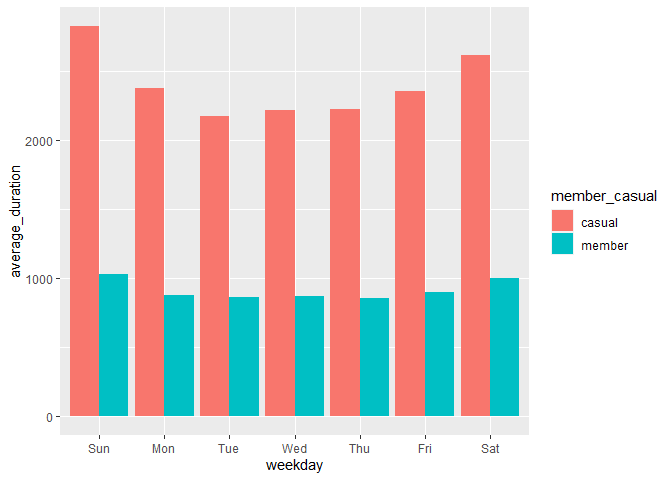 2000
1000
0
average_duration
Sun Mon Tue Wed Thu Fri Sat
weekday
member_casual
casual
member